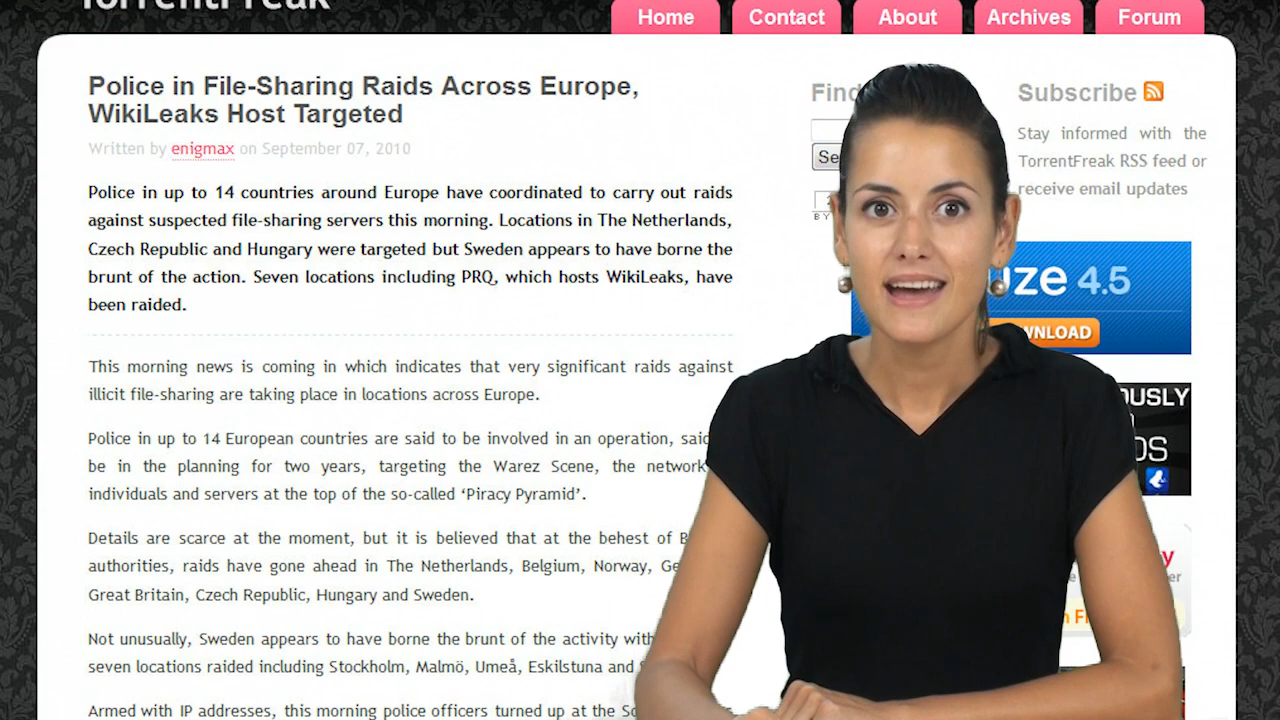 TorrentFreak
Home
Contact
About
Archives
Forum
Police in File-Sharing Raids Across Europe,
WikiLeaks Host Targeted
Written by enigmax on September 07, 2010
Police in up to 14 countries around Europe have coordinated to carry out raids
against suspected file-sharing servers this morning. Locations in The Netherlands,
Czech Republic and Hungary were targeted but Sweden appears to have borne the
brunt of the action. Seven locations including PRQ, which hosts WikiLeaks, have
been raided.
This morning news is coming in which indicates that very significant raids against
illicit file-sharing are taking place in locations across Europe.
Police in up to 14 European countries are said to be involved in an operation, said
be in the planning for two years, targeting the Warez Scene, the network
individuals and servers at the top of the so-called ‘Piracy Pyramid’.
Details are scarce at the moment, but it is believed that at the behest of
authorities, raids have gone ahead in The Netherlands, Belgium, Norway,
Great Britain, Czech Republic, Hungary and Sweden.
Not unusually, Sweden appears to have borne the brunt of the activity with
seven locations raided including Stockholm, Malmö, Umeå, Eskilstuna and
Armed with IP addresses, this morning police officers turned up at the
Find
Se
BY
Subscribe
Stay informed with the
TorrentFreak RSS feed or
receive email updates
UZE 4.5
WNLOAD
OUSLY
DS
y
er